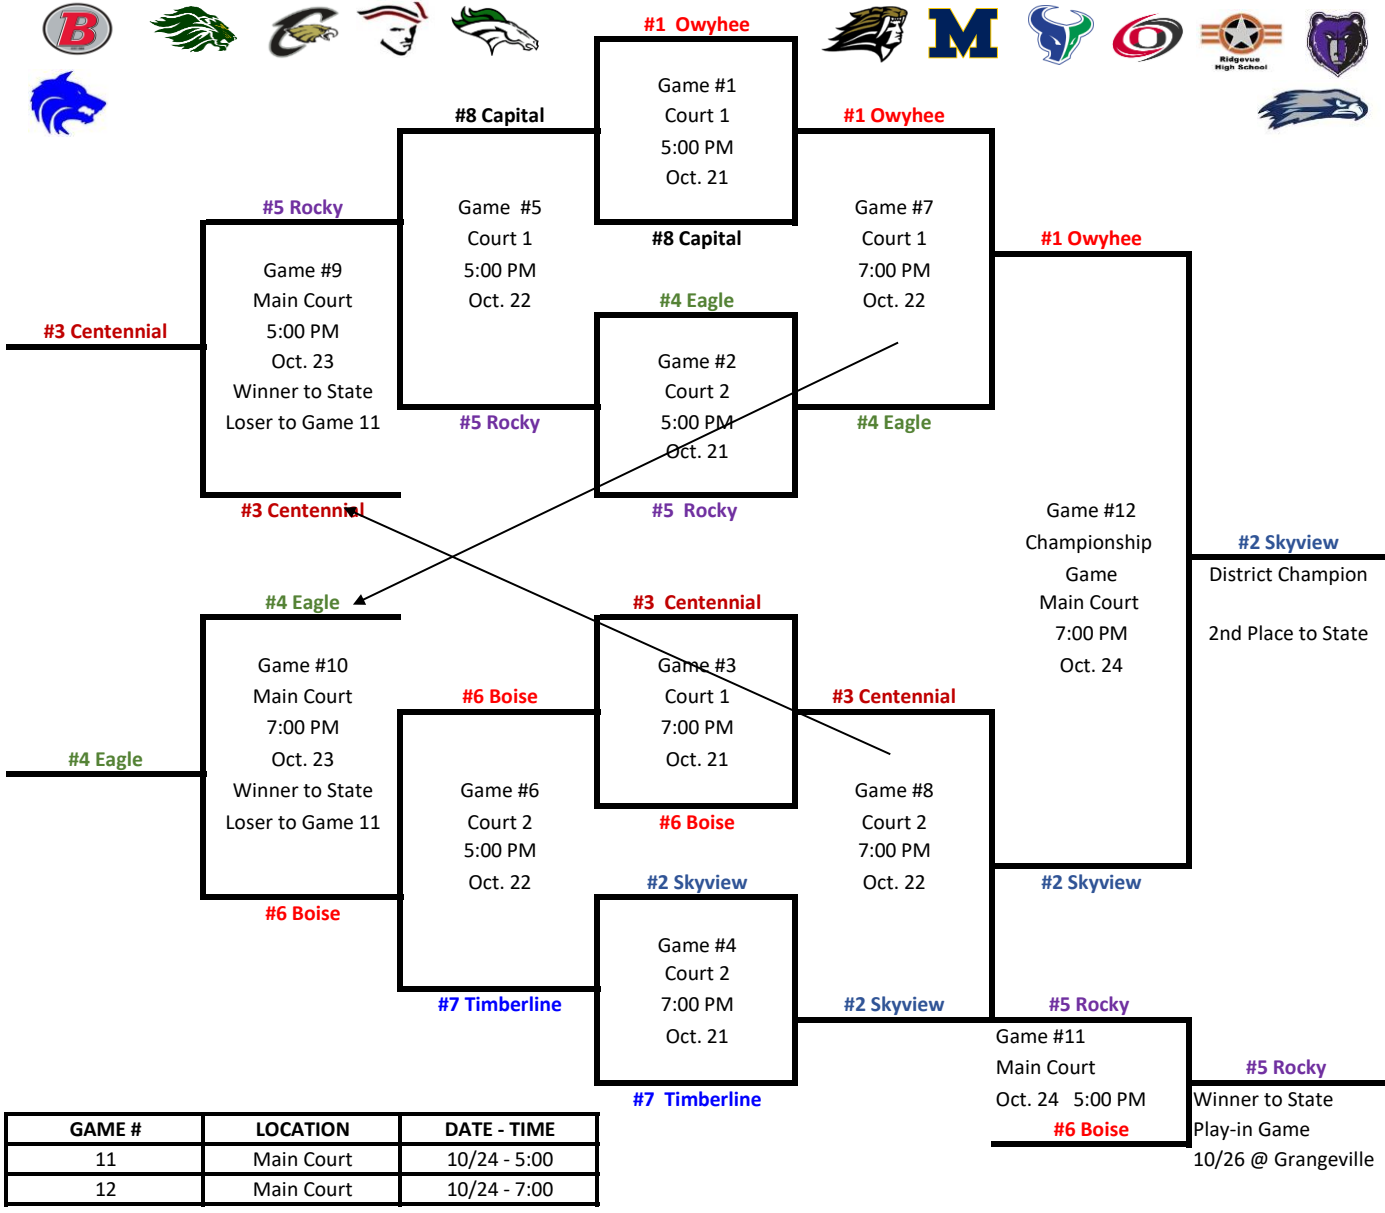 #1 Owyhee
B
C
M
Ridgevue
High School
Game #1
Court 1
5:00 PM
Oct. 21
#8 Capital
#1 Owyhee
#5 Rocky
Game #5
Court 1
5:00 PM
Oct. 22
#8 Capital
Game #7
Court 1
7:00 PM
Oct. 22
#1 Owyhee
Game #9
Main Court
5:00 PM
Oct. 23
Winner to State
Loser to Game 11
#3 Centennial
#4 Eagle
Game #2
Court 2
5:00 PM
Oct. 21
#5 Rocky
#4 Eagle
#3 Centennial
#5 Rocky
Game #12
Championship
Game
Main Court
7:00 PM
Oct. 24
#2 Skyview
District Champion
2nd Place to State
#4 Eagle
#3 Centennial
Game #10
Main Court
7:00 PM
Oct. 23
Winner to State
Loser to Game 11
#4 Eagle
#6 Boise
Game #3
Court 1
7:00 PM
Oct. 21
#3 Centennial
Game #6
Court 2
5:00 PM
Oct. 22
#6 Boise
Game #8
Court 2
7:00 PM
Oct. 22
#2 Skyview
#6 Boise
#2 Skyview
Game #4
Court 2
7:00 PM
Oct. 21
#7 Timberline
#2 Skyview
#5 Rocky
Game #11
Main Court
Oct. 24 5:00 PM
#6 Boise
#5 Rocky
Winner to State
Play-in Game
10/26 @ Grangeville
#7 Timberline
GAME # LOCATION DATE - TIME
11 Main Court 10/24 - 5:00
12 Main Court 10/24 - 7:00